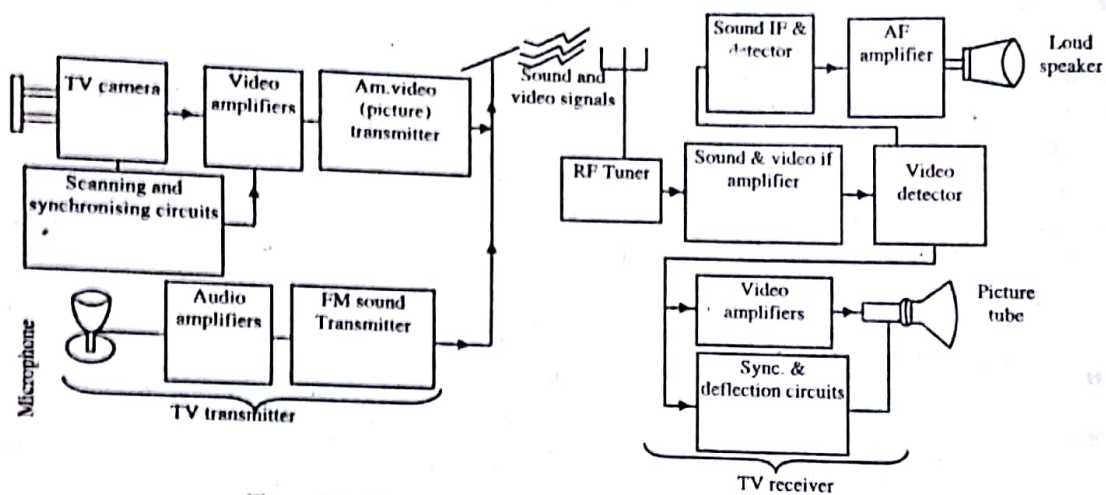 TV camera
Video
amplifiers
Am.video
(picture)
transmitter
Scanning and
synchronising circuits
Microphone
Audio
amplifiers
FM sound
Transmitter
TV transmitter
Sound and
video signals
RF Tuner
Sound & video if
amplifier
Video
detector
Sound IF &
detector
AF
amplifier
Loud
speaker
Video
amplifiers
Picture
tube
Sync. &
deflection circuits
TV receiver